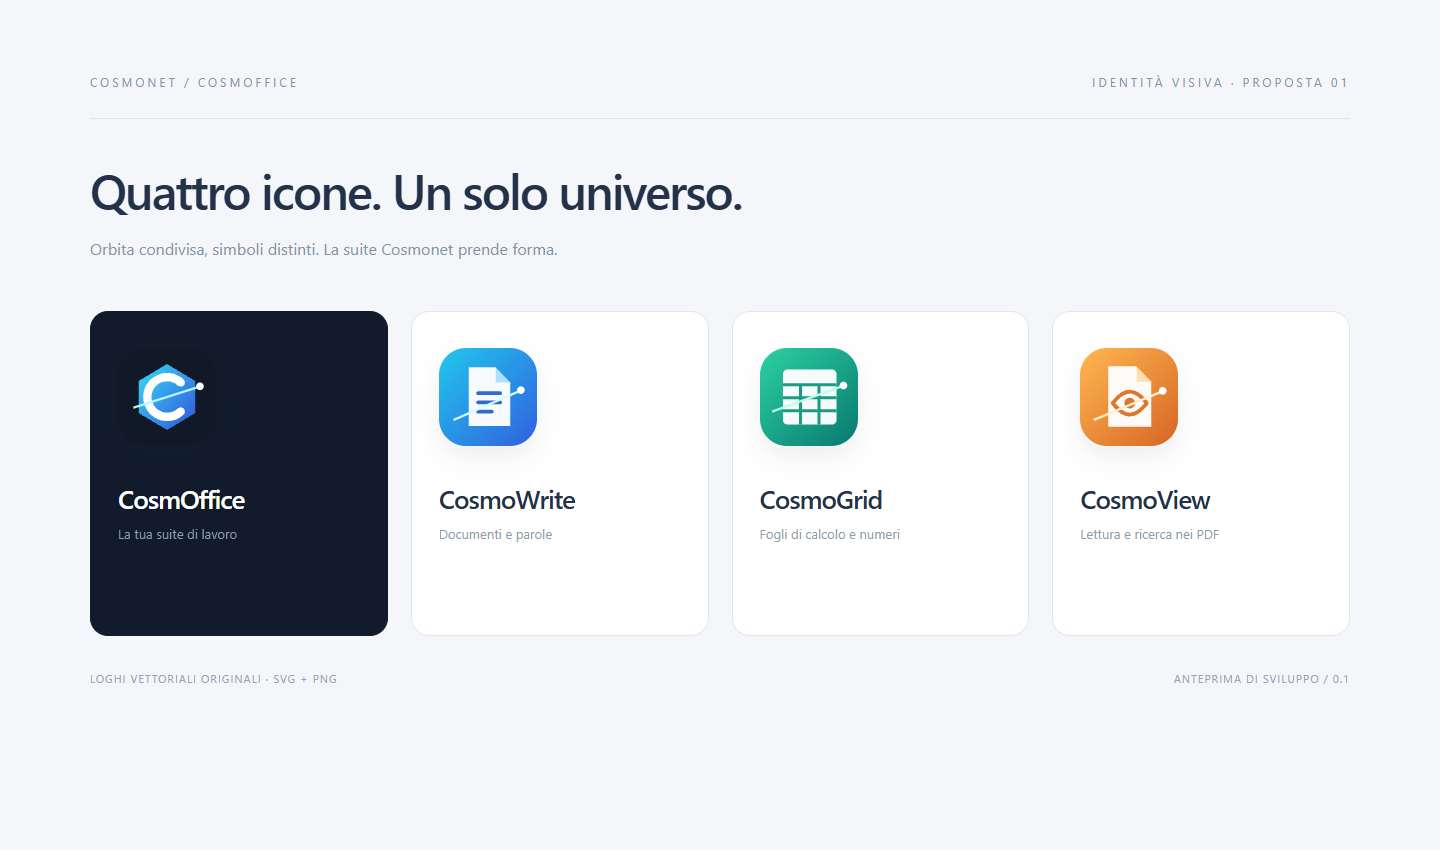 COSMONET / COSMOFFICE
IDENTITÀ VISIVA · PROPOSTA 01
Quattro icone. Un solo universo.
Orbita condivisa, simboli distinti. La suite Cosmonet prende forma.
C
CosmOffice
La tua suite di lavoro
CosmoWrite
Documenti e parole
CosmoGrid
Fogli di calcolo e numeri
CosmoView
Lettura e ricerca nei PDF
LOGHI VETTORIALI ORIGINALI · SVG + PNG
ANTEPRIMA DI SVILUPPO / 0.1